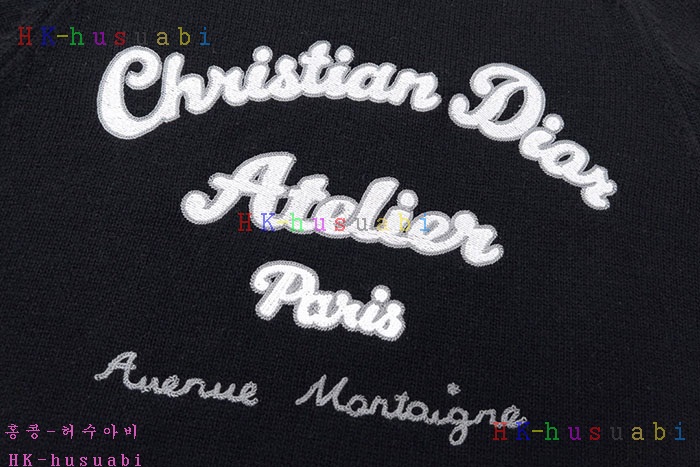 HK-husuabi
Christian Dior
Atelier
HK-husuabi
Paris
Avenue Montaigne
HK-husuabi
홍콩-허수아비
HK-husuabi